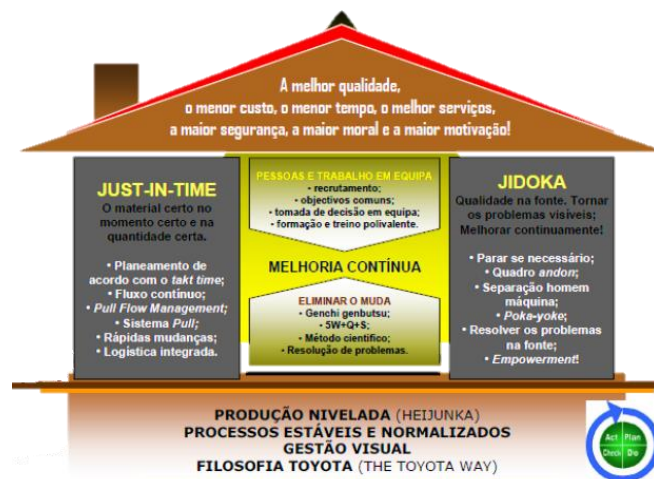 A melhor qualidade,
o menor custo, o menor tempo, o melhor serviços,
a maior segurança, a maior moral e a maior motivação!
JUST-IN-TIME
O material certo no
momento certo e na
quantidade certa.
• Planeamento de
acordo com o takt time;
• Fluxo contínuo;
• Pull Flow Management;
• Sistema Pull;
• Rápidas mudanças;
• Logística integrada.
PESSOAS E TRABALHO EM EQUIPA
• recrutamento;
• objectivos comuns;
• tomada de decisão em equipa;
• formação e treino polivalente.
MELHORIA CONTÍNUA
ELIMINAR O MUDA
• Genchi genbutsu;
• 5W+Q+S;
• Método científico;
• Resolução de problemas.
JIDOKA
Qualidade na fonte. Tornar
os problemas visíveis;
Melhorar continuamente!
• Parar se necessário;
• Quadro andon;
• Separação homem
máquina;
• Poka-yoke;
• Resolver os problemas
na fonte;
• Empowerment!
PRODUÇÃO NIVELADA (HEIJUNKA)
PROCESSOS ESTÁVEIS E NORMALIZADOS
GESTÃO VISUAL
FILOSOFIA TOYOTA (THE TOYOTA WAY)
Act Plan
Check Do